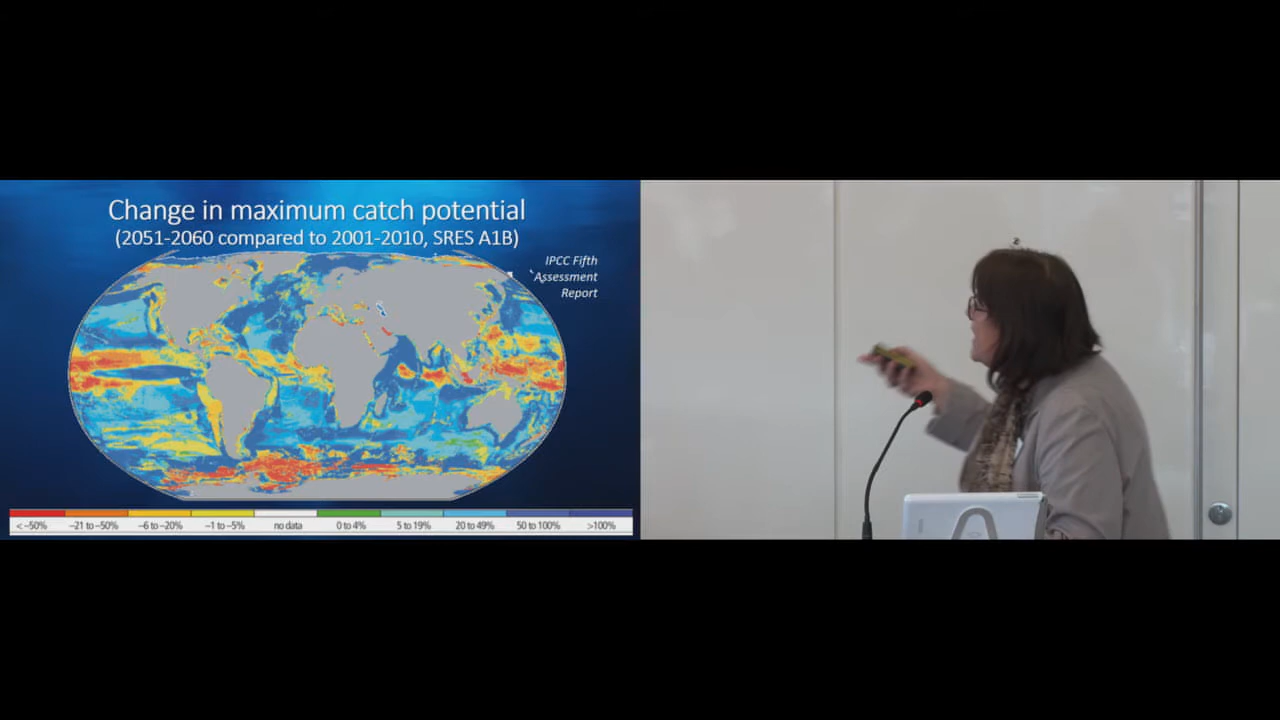 Change in maximum catch potential
(2051-2060 compared to 2001-2010, SRES A1B)
IPCC Fifth
Assessment
Report
< –50%
–21 to –50%
–6 to –20%
–1 to –5%
no data
0 to 4%
5 to 19%
20 to 49%
50 to 100%
>100%